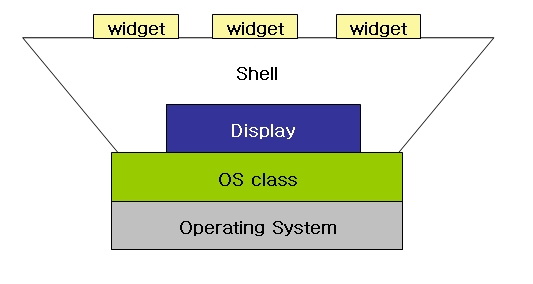 widget widget widget
Shell
Display
OS class
Operating System